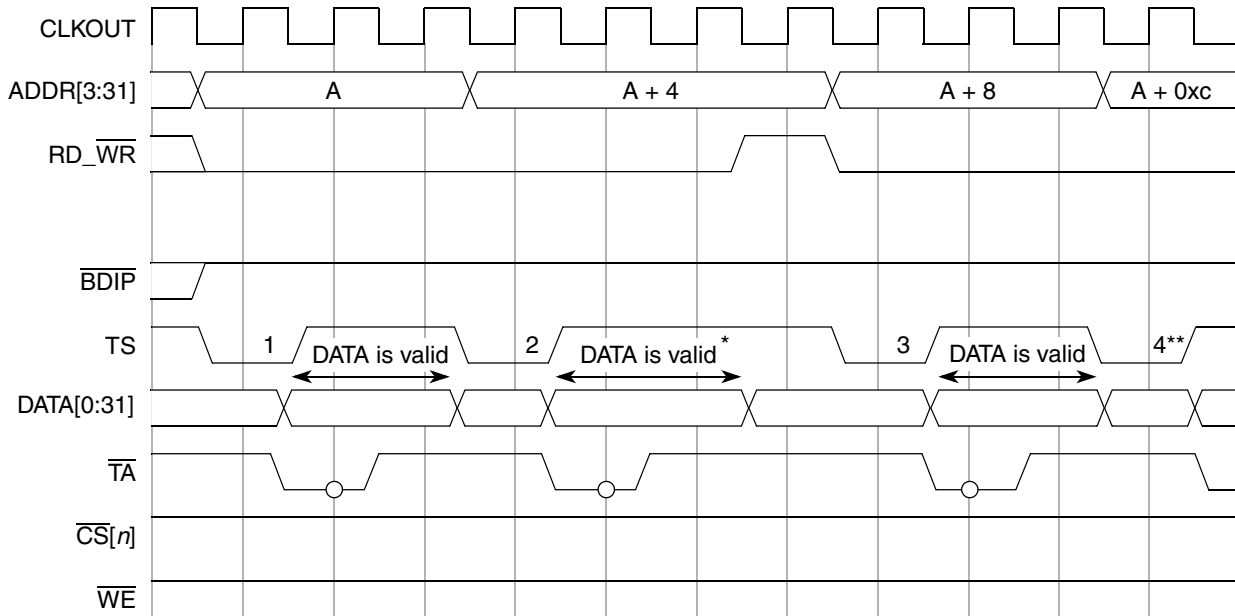 CLKOUT
ADDR[3:31] A A + 4 A + 8 A + 0xc
RD_WR
BDIP
TS 1 2 3 4**
DATA is valid DATA is valid* DATA is valid
DATA[0:31]
TA
CS[n]
WE